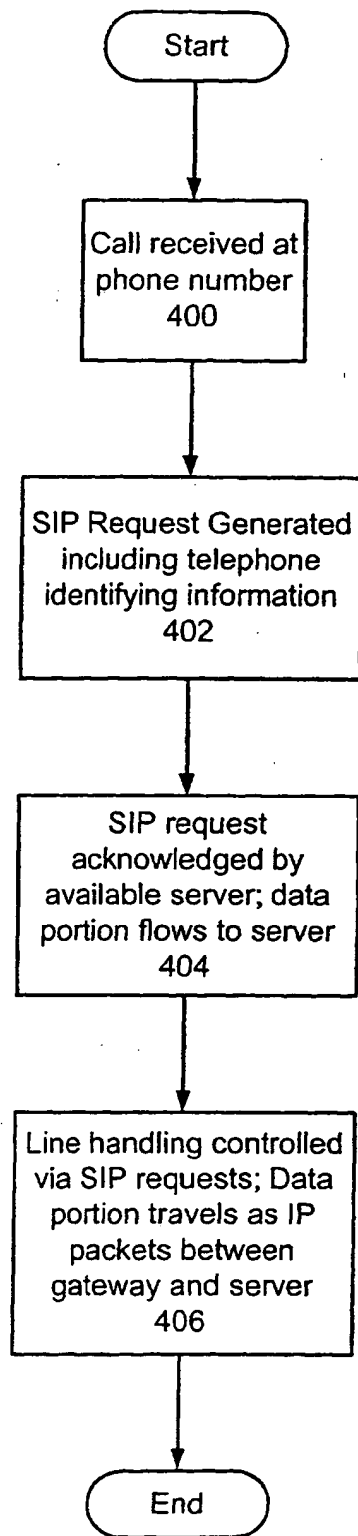 Start
Call received at
phone number
400
SIP Request Generated
including telephone
identifying information
402
SIP request
acknowledged by
available server; data
portion flows to server
404
Line handling controlled
via SIP requests; Data
portion travels as IP
packets between
gateway and server
406
End